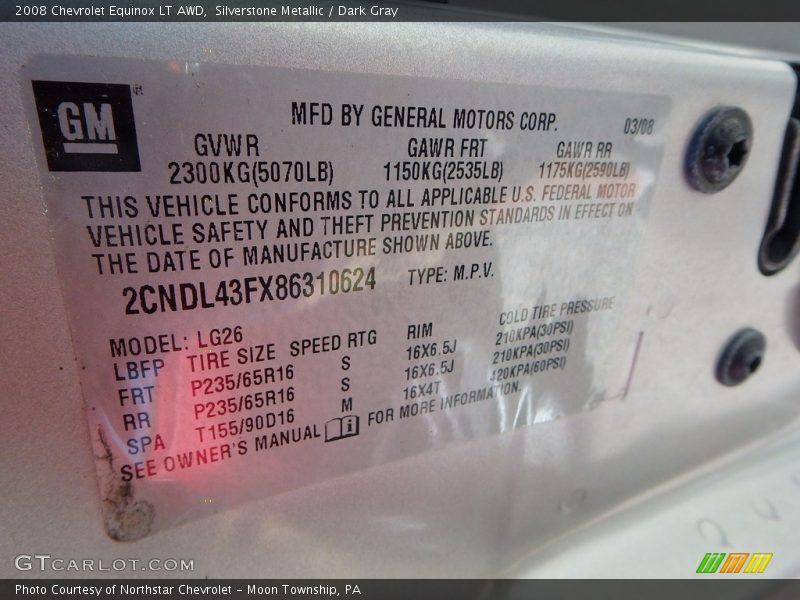 2008 Chevrolet Equinox LT AWD, Silverstone Metallic / Dark Gray
GM
MFD BY GENERAL MOTORS CORP. 03/08
GVWR GAWR FRT GAWR RR
2300KG(5070LB) 1150KG(2535LB) 1175KG(2590LB)
THIS VEHICLE CONFORMS TO ALL APPLICABLE U.S. FEDERAL MOTOR
VEHICLE SAFETY AND THEFT PREVENTION STANDARDS IN EFFECT ON
THE DATE OF MANUFACTURE SHOWN ABOVE.
2CNDL43FX86310624 TYPE: M.P.V.
MODEL: LG26
LBFP TIRE SIZE SPEED RTG RIM COLD TIRE PRESSURE
FRT P235/65R16 S 16X6.5J 210KPA(30PSI)
RR P235/65R16 S 16X6.5J 210KPA(30PSI)
SPA T155/90D16 M 16X4T 420KPA(60PSI)
SEE OWNER'S MANUAL i FOR MORE INFORMATION.
GTCARLOT.COM
Photo Courtesy of Northstar Chevrolet - Moon Township, PA